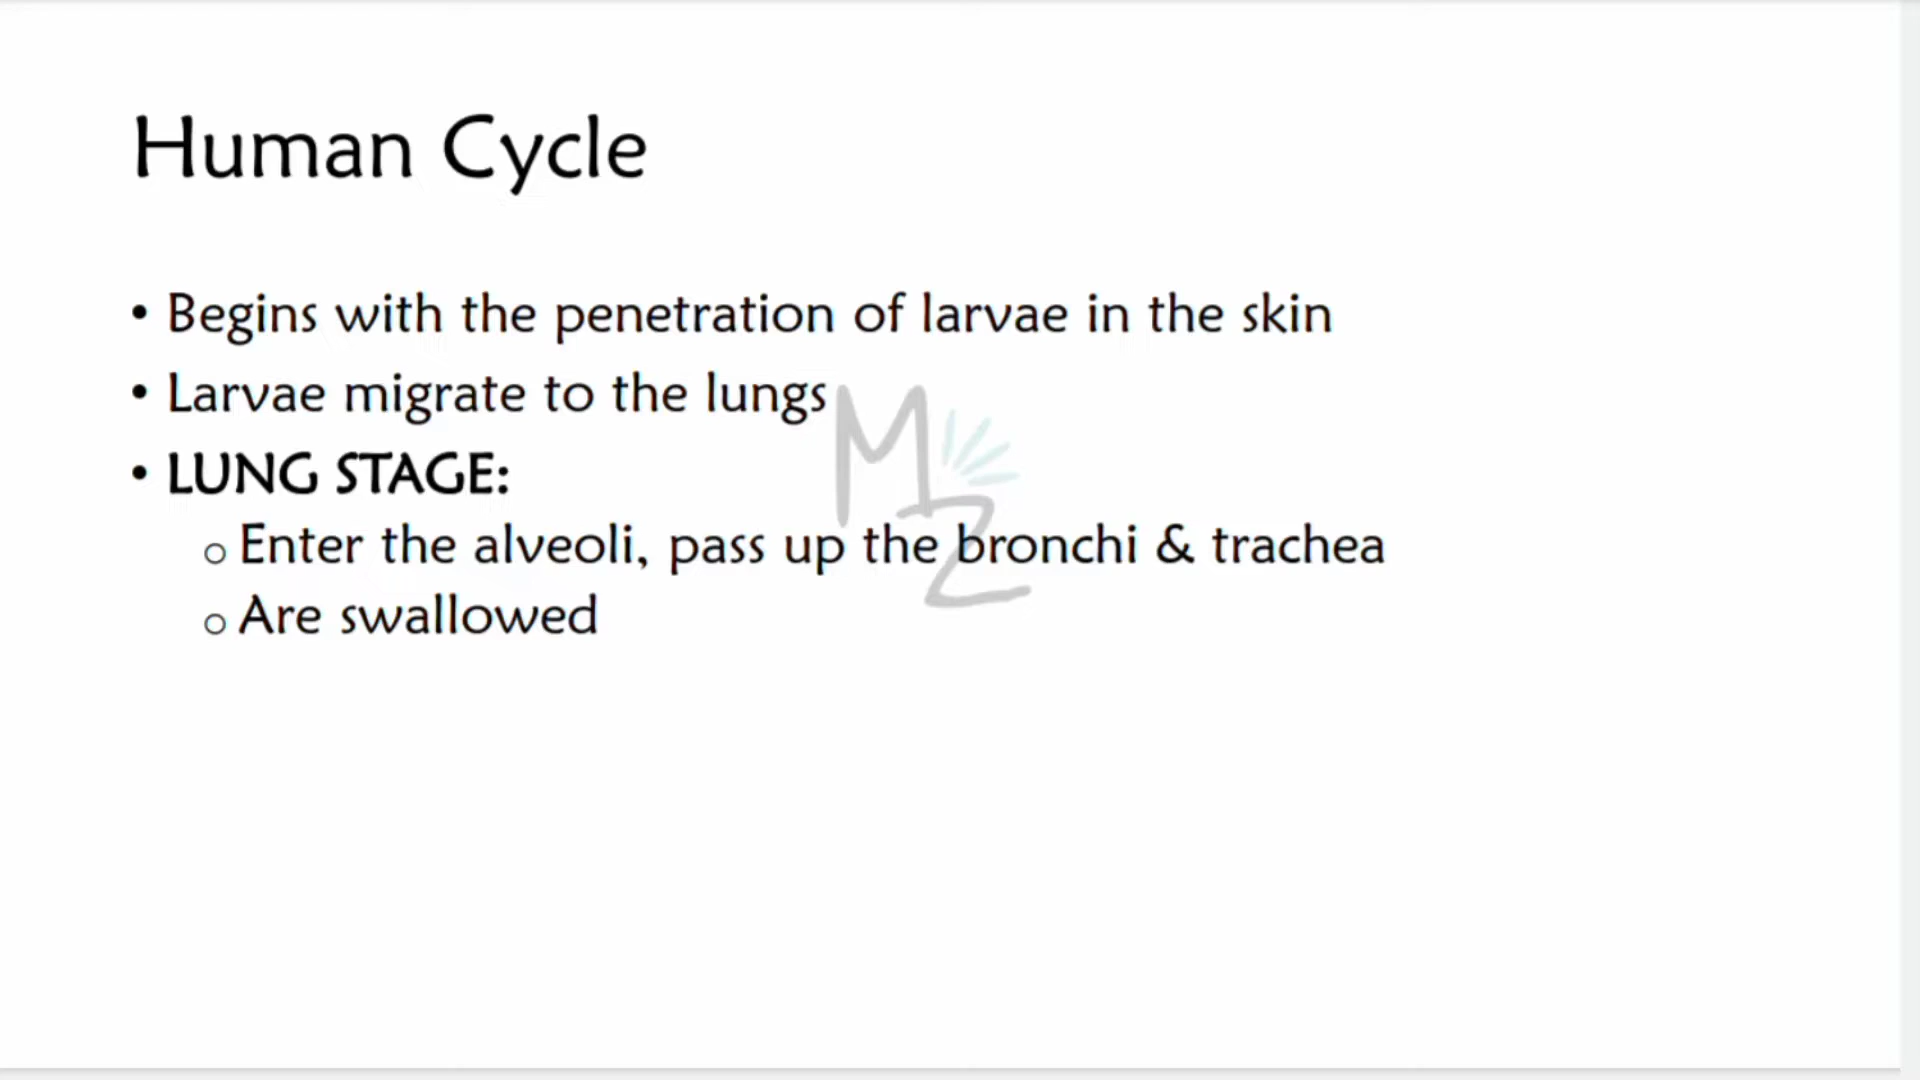 Human Cycle
• Begins with the penetration of larvae in the skin
• Larvae migrate to the lungs
• LUNG STAGE:
o Enter the alveoli, pass up the bronchi & trachea
o Are swallowed
MZ